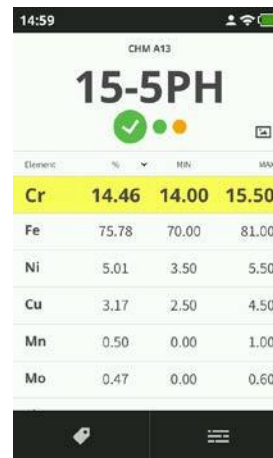 14:59
CHM A13
15-5PH
Element % MIN MAX
Cr 14.46 14.00 15.50
Fe 75.78 70.00 81.00
Ni 5.01 3.50 5.50
Cu 3.17 2.50 4.50
Mn 0.50 0.00 1.00
Mo 0.47 0.00 0.60